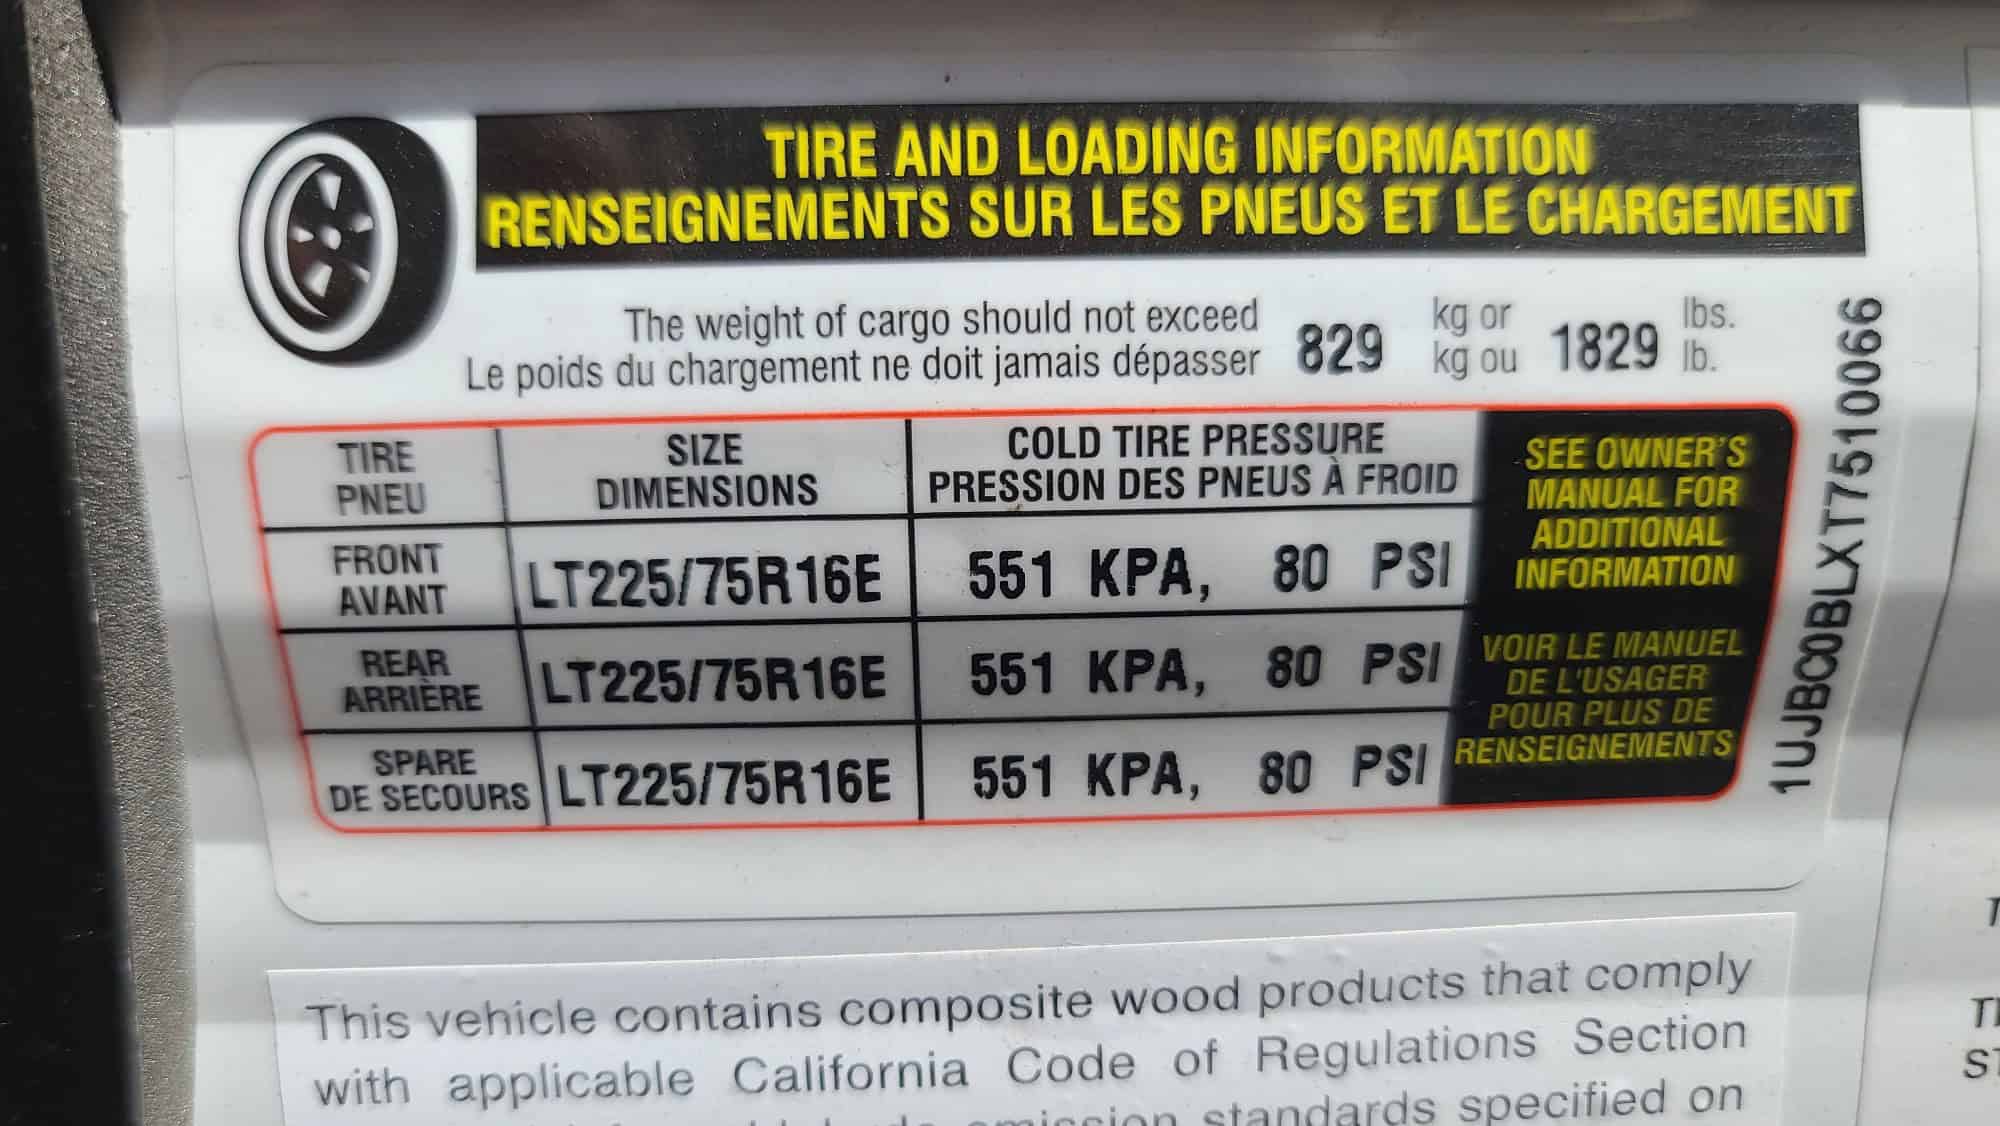 TIRE AND LOADING INFORMATION
RENSEIGNEMENTS SUR LES PNEUS ET LE CHARGEMENT
The weight of cargo should not exceed 829 kg or 1829 lbs.
Le poids du chargement ne doit jamais dépasser kg ou lb.
TIRE SIZE COLD TIRE PRESSURE
PNEU DIMENSIONS PRESSION DES PNEUS À FROID
FRONT
AVANT
LT225/75R16E 551 KPA, 80 PSI
REAR
ARRIÈRE
LT225/75R16E 551 KPA, 80 PSI
SPARE
DE SECOURS
LT225/75R16E 551 KPA, 80 PSI
SEE OWNER'S
MANUAL FOR
ADDITIONAL
INFORMATION
VOIR LE MANUEL
DE L'USAGER
POUR PLUS DE
RENSEIGNEMENTS
1UJBC0BLXT7510066
This vehicle contains composite wood products that comply
with applicable California Code of Regulations Section
emission standards specified on